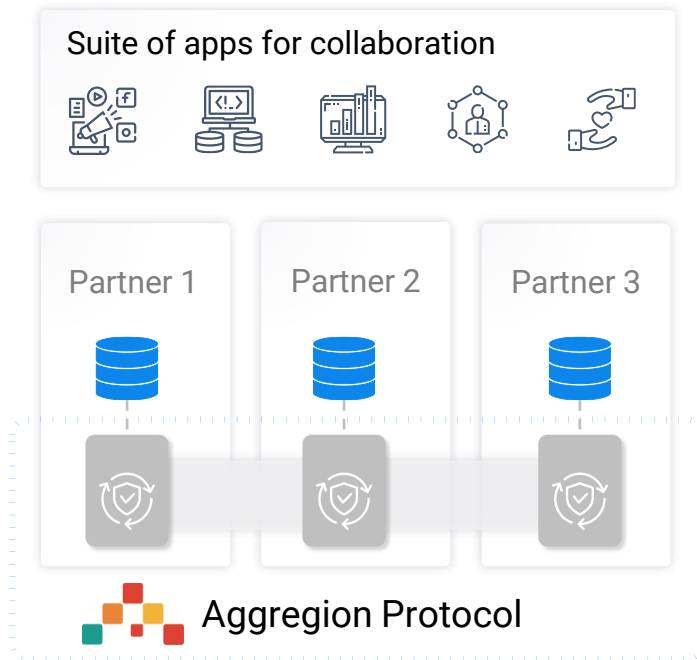 Suite of apps for collaboration
Partner 1
Partner 2
Partner 3
Aggregion Protocol